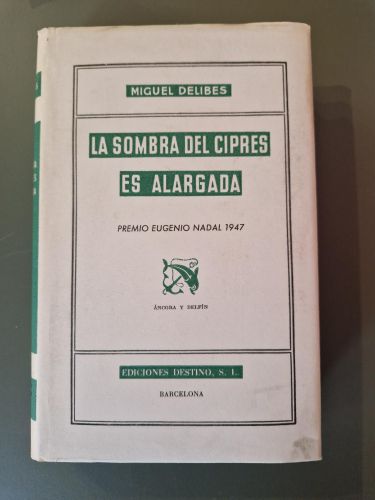 MIGUEL DELIBES
LA SOMBRA DEL CIPRES
ES ALARGADA
PREMIO EUGENIO NADAL 1947
ÁNCORA Y DELFÍN
EDICIONES DESTINO, S. L.
BARCELONA